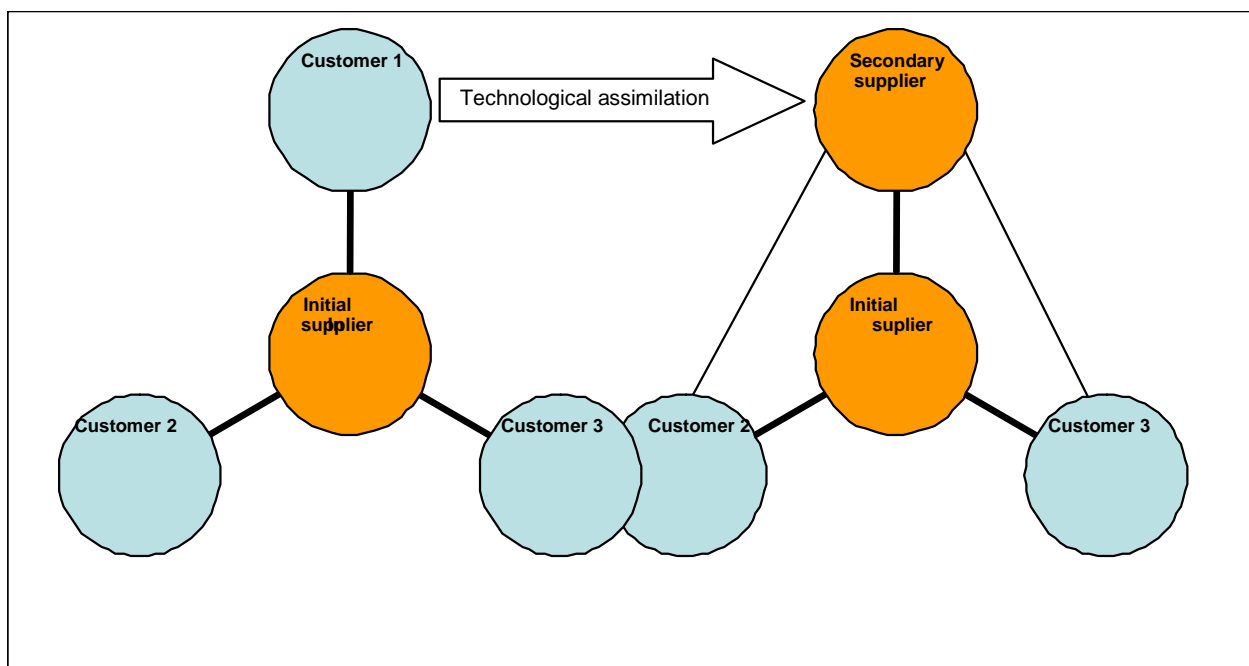 Customer 1
Technological assimilation
Secondary
supplier
Initial
supplier
Initial
suplier
Customer 2
Customer 3
Customer 2
Customer 3